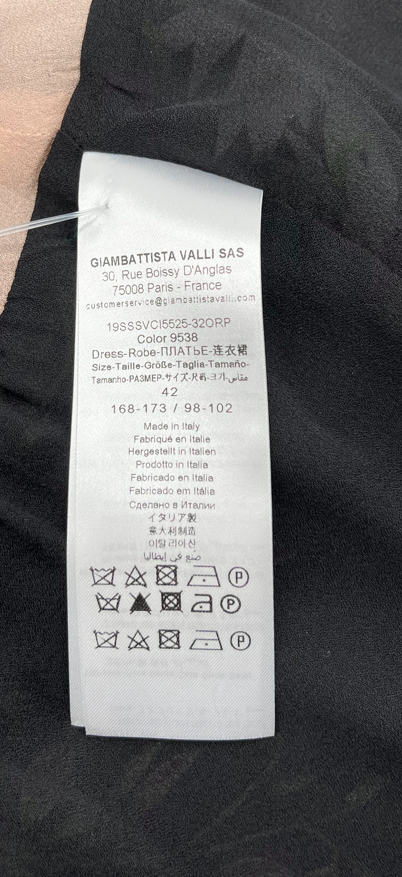 GIAMBATTISTA VALLI SAS
30, Rue Boissy D'Anglas
75008 Paris - France
customerservice@giambattistavalli.com
19SSSVCI5525-32ORP
Color 9538
Dress-Robe-ПЛАТЬЕ-连衣裙
Size-Taille-Größe-Taglia-Tamaño-
Tamanho-РАЗМЕР-サイズ-尺码-크기-مقاس
42
168-173 / 98-102
Made in Italy
Fabriqué en Italie
Hergestellt in Italien
Prodotto in Italia
Fabricado en Italia
Fabricado em Itália
Сделано в Италии
イタリア製
意大利制造
이탈리아산
صنع في إيطاليا
P
P
P